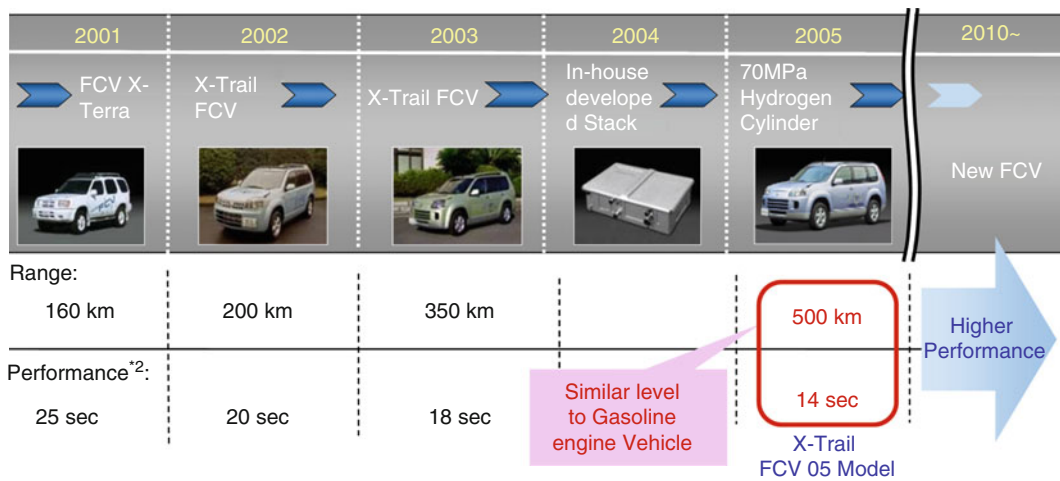 2001 2002 2003 2004 2005 2010~
FCV X-
Terra
X-Trail
FCV
X-Trail FCV
In-house
develope
d Stack
70MPa
Hydrogen
Cylinder
New FCV
Range:
160 km 200 km 350 km 500 km
Higher
Performance
Performance*2:
25 sec 20 sec 18 sec 14 sec
Similar level
to Gasoline
engine Vehicle
X-Trail
FCV 05 Model